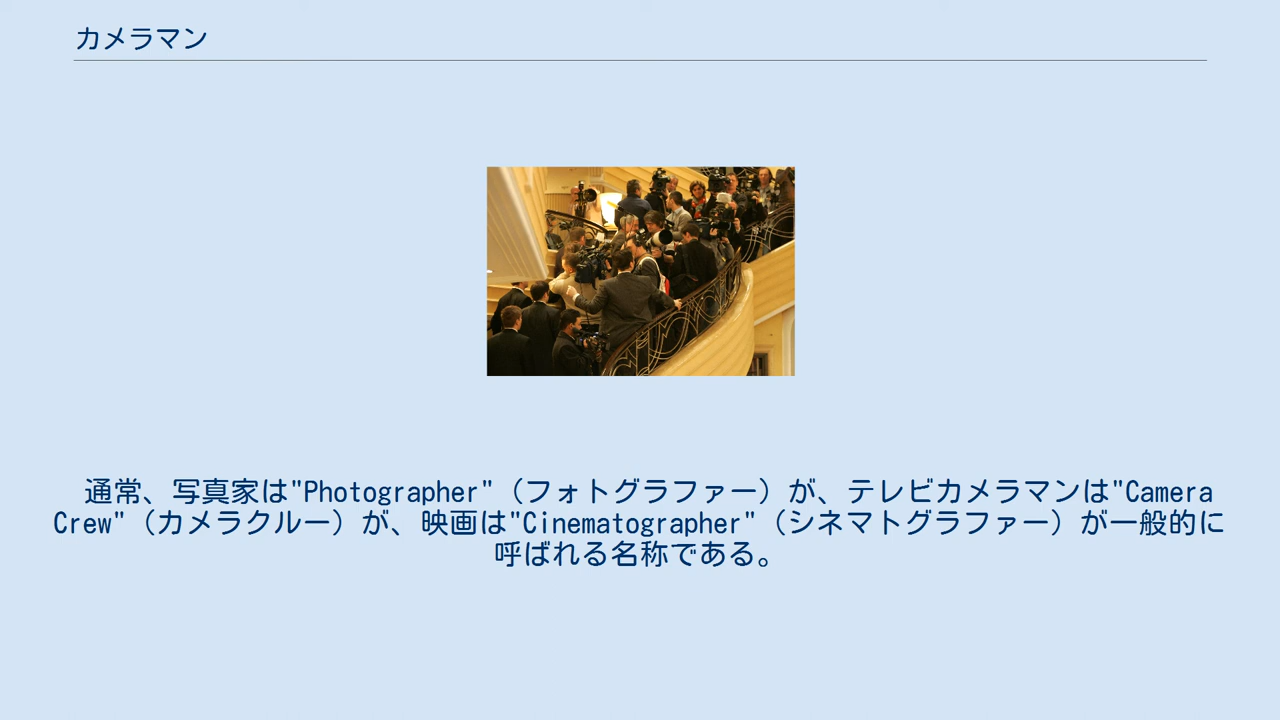 カメラマン
通常、写真家は"Photographer"（フォトグラファー）が、テレビカメラマンは"Camera
Crew"（カメラクルー）が、映画は"Cinematographer"（シネマトグラファー）が一般的に
呼ばれる名称である。